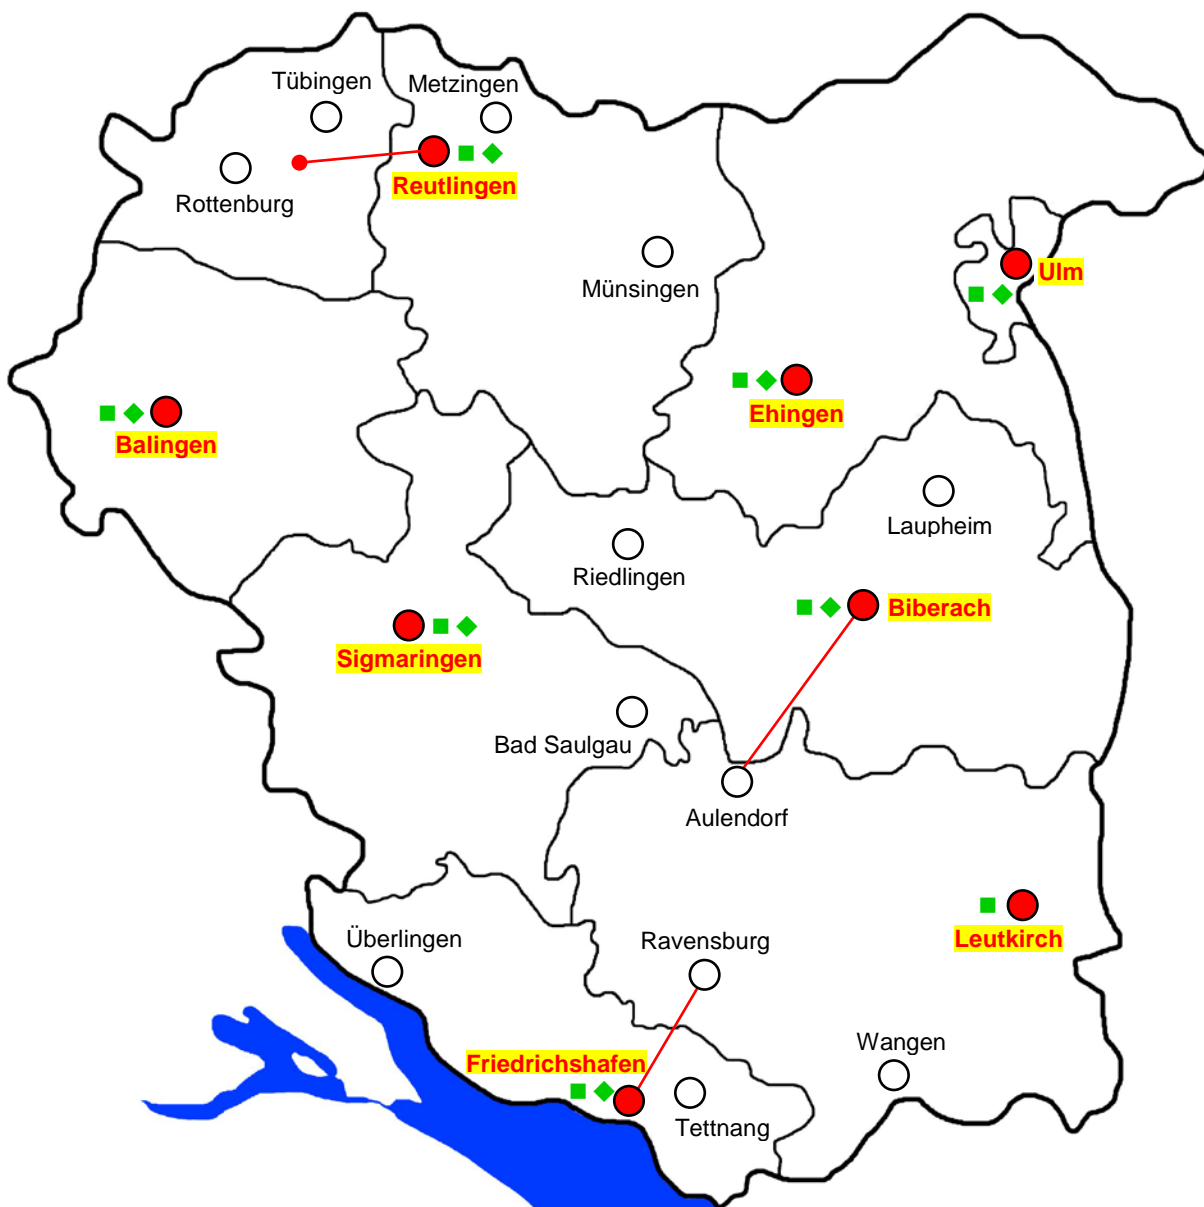 Tübingen
Metzingen
Reutlingen
Rottenburg
Münsingen
Ulm
Ehingen
Balingen
Laupheim
Riedlingen
Biberach
Sigmaringen
Bad Saulgau
Aulendorf
Überlingen
Ravensburg
Leutkirch
Wangen
Friedrichshafen
Tettnang